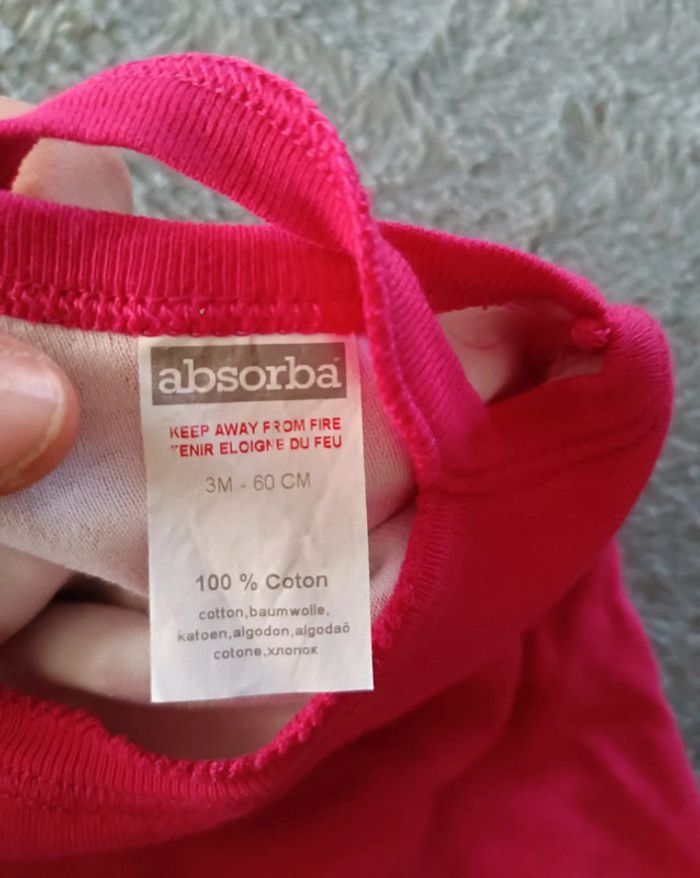 absorba
KEEP AWAY FROM FIRE
TENIR ELOIGNE DU FEU
3M - 60 CM
100 % Coton
cotton,baumwolle,
katoen,algodon,algodaõ
cotone,хлопок